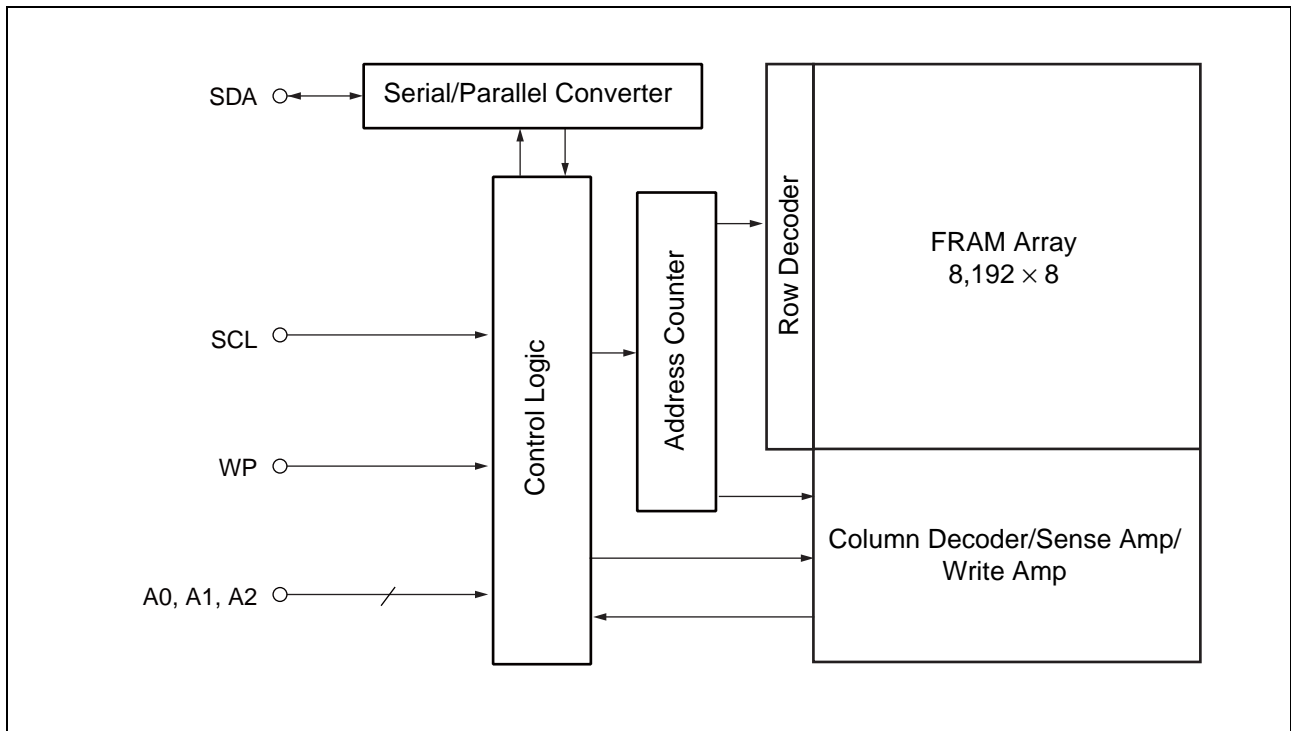 SDA
Serial/Parallel Converter
SCL
WP
A0, A1, A2
Control Logic
Address Counter
Row Decoder
FRAM Array
8,192 × 8
Column Decoder/Sense Amp/
Write Amp